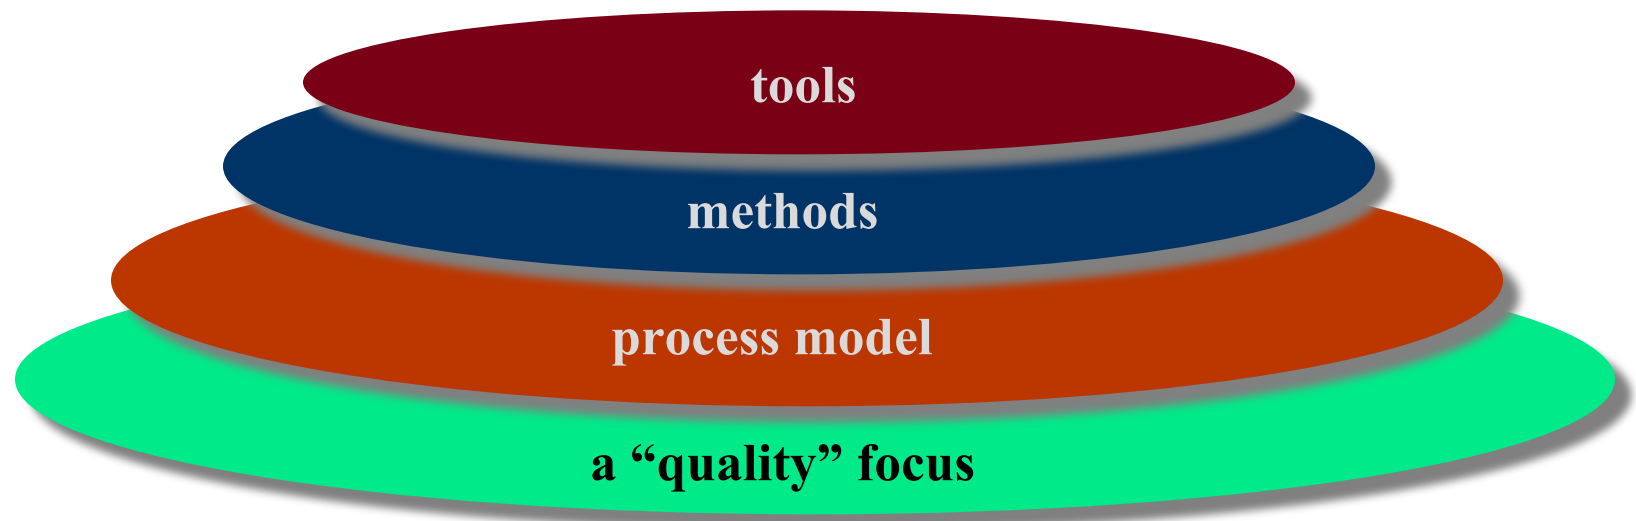 tools
methods
process model
a “quality” focus